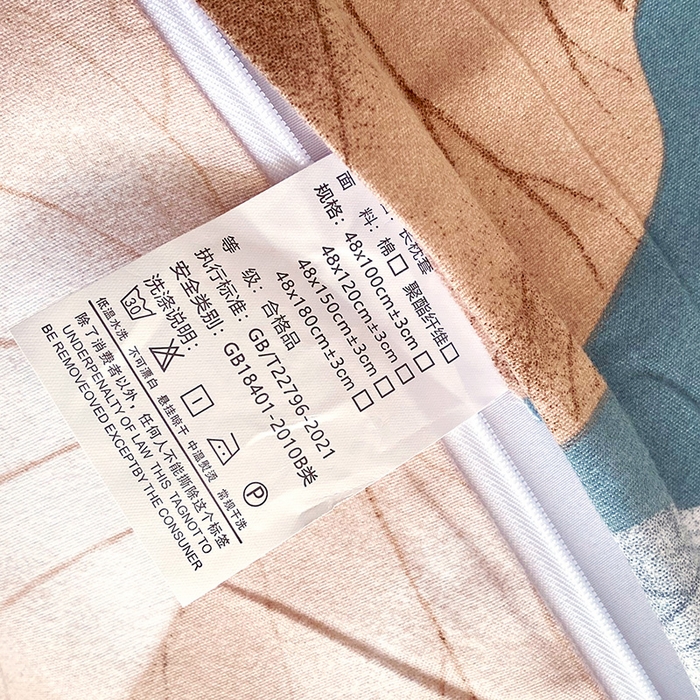 长枕套
面 料：棉□ 聚酯纤维□
规格：48x100cm±3cm□
48x120cm±3cm□
48x150cm±3cm□
48x180cm±3cm□
等 级：合格品
执行标准：GB/T22796-2021
安全类别：GB18401-2010B类
洗涤说明：
30
P
低温水洗 不可漂白 悬挂晾干 中温熨烫 常规干洗
除了消费者以外，任何人不能撕除这个标签
UNDERPENALTY OF LAW THIS TAGNOTTO
BE REMOVEOVED EXCEPTBY THE CONSUNER